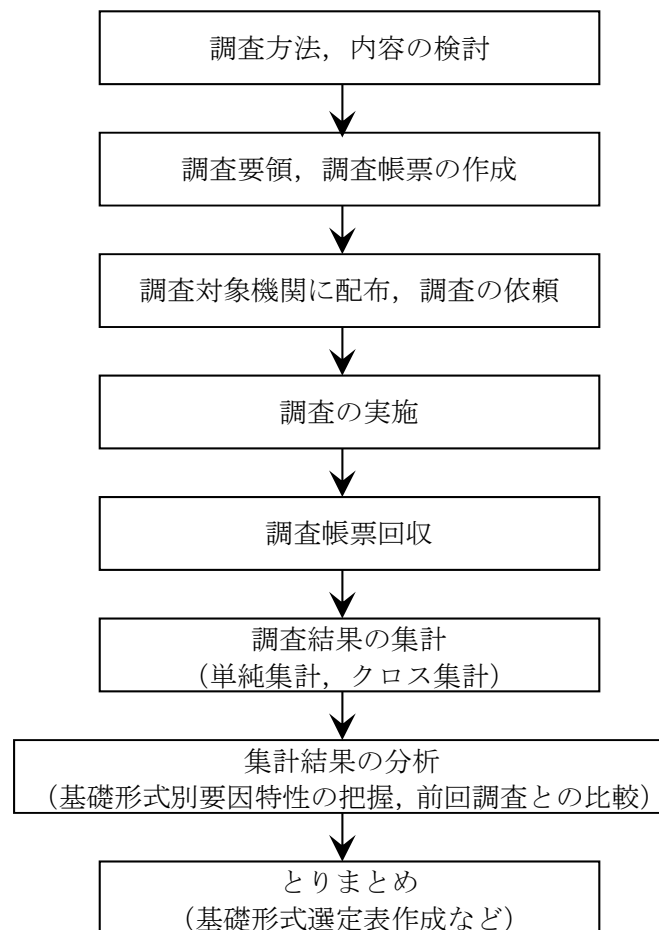 調査方法，内容の検討
調査要領，調査帳票の作成
調査対象機関に配布，調査の依頼
調査の実施
調査帳票回収
調査結果の集計
（単純集計，クロス集計）
集計結果の分析
（基礎形式別要因特性の把握，前回調査との比較）
とりまとめ
（基礎形式選定表作成など）